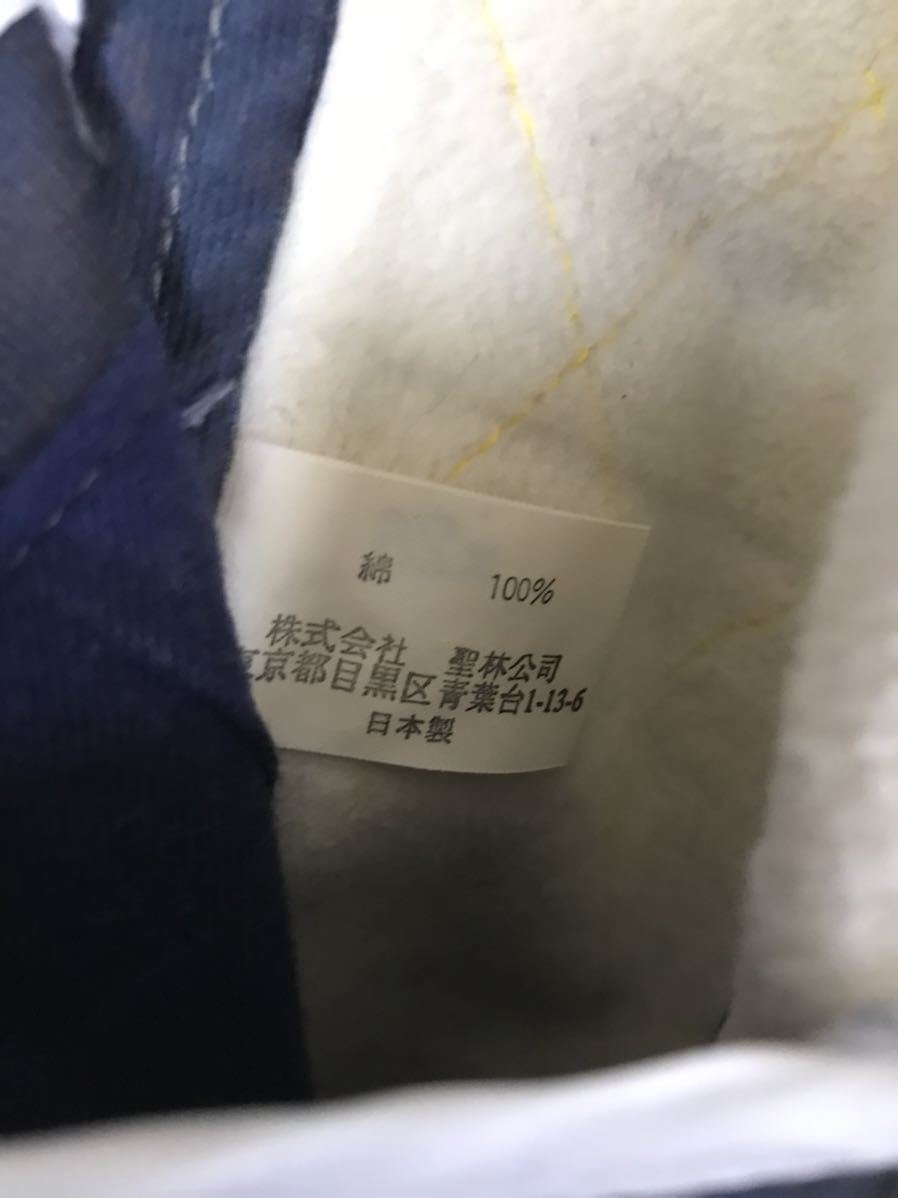 綿 100%
株式会社 聖林公司
東京都目黒区青葉台1-13-6
日本製